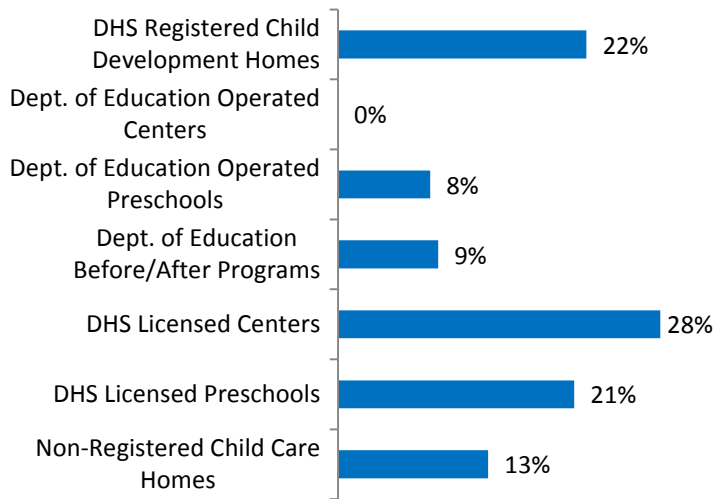 DHS Registered Child
Development Homes
22%
Dept. of Education Operated
Centers
0%
Dept. of Education Operated
Preschools
8%
Dept. of Education
Before/After Programs
9%
DHS Licensed Centers
28%
DHS Licensed Preschools
21%
Non-Registered Child Care
Homes
13%